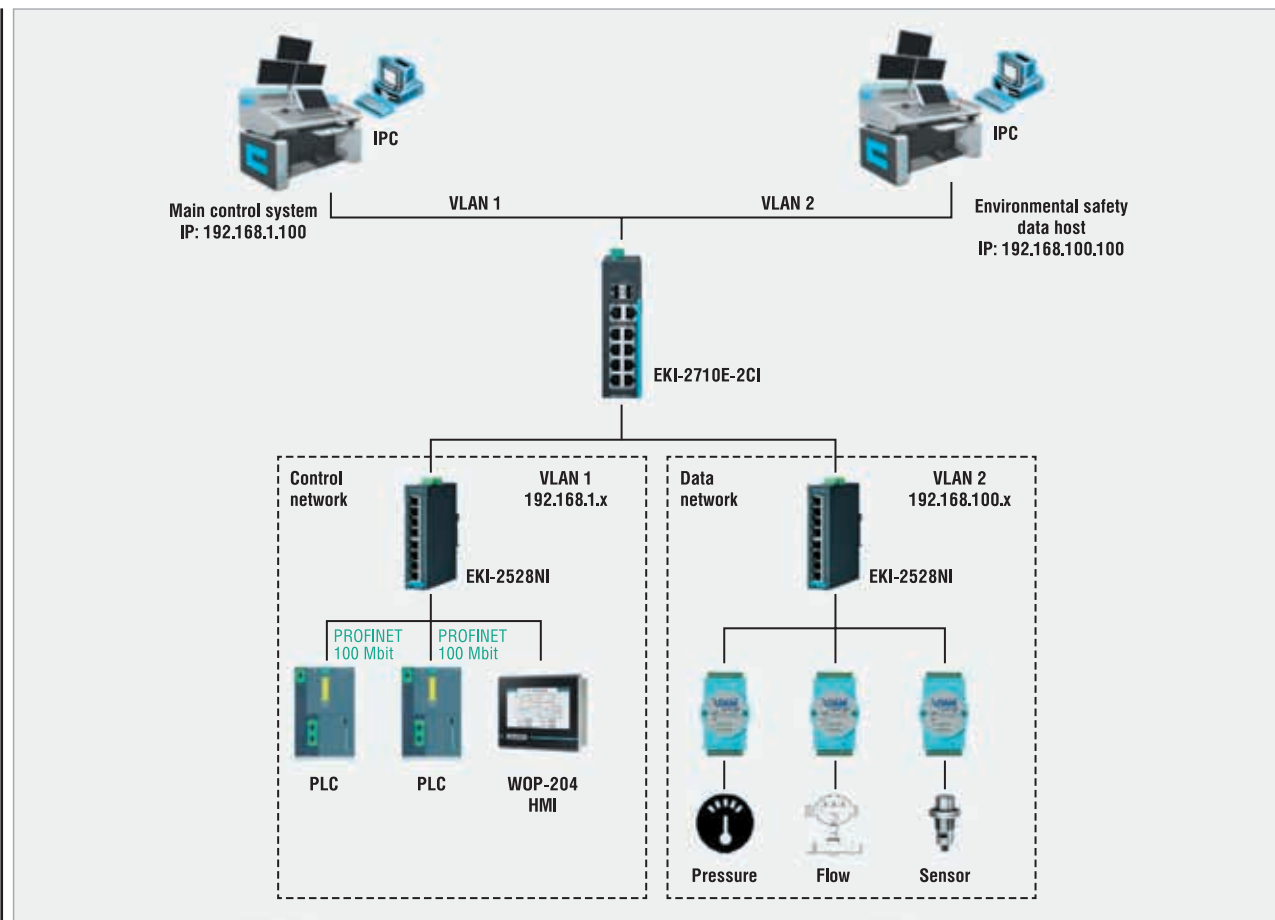 IPC
IPC
VLAN 1
VLAN 2
Main control system
IP: 192.168.1.100
Environmental safety
data host
IP: 192.168.100.100
EKI-2710E-2CI
Control
network
VLAN 1
192.168.1.x
Data
network
VLAN 2
192.168.100.x
EKI-2528NI
EKI-2528NI
PROFINET
100 Mbit
PROFINET
100 Mbit
PLC
PLC
WOP-204
HMI
Pressure
Flow
Sensor